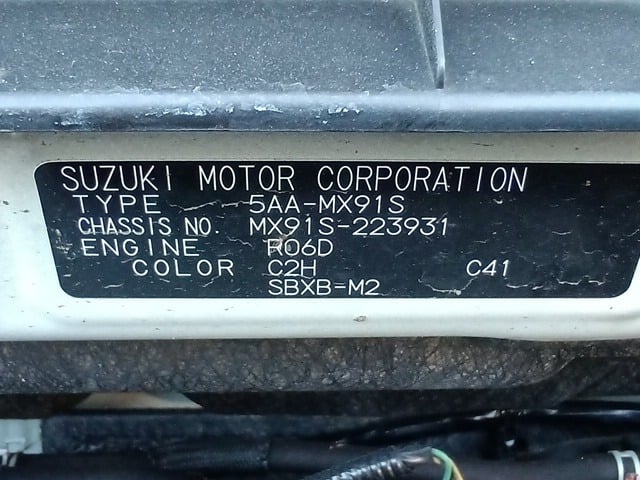 SUZUKI MOTOR CORPORATION
TYPE 5AA-MX91S
CHASSIS NO. MX91S-223931
ENGINE R06D
COLOR C2H C41
SBXB-M2